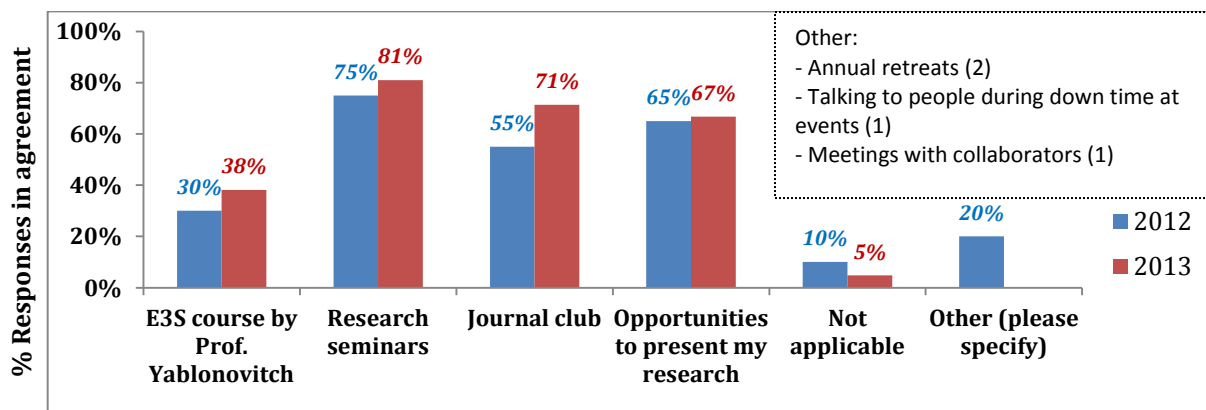 % Responses in agreement
100%
80%
60%
40%
20%
0%
30%
38%
75%
81%
55%
71%
65%
67%
10%
5%
20%
E3S course by
Prof.
Yablonovitch
Research
seminars
Journal club
Opportunities
to present my
research
Not
applicable
Other (please
specify)
Other:
- Annual retreats (2)
- Talking to people during down time at
events (1)
- Meetings with collaborators (1)
2012
2013